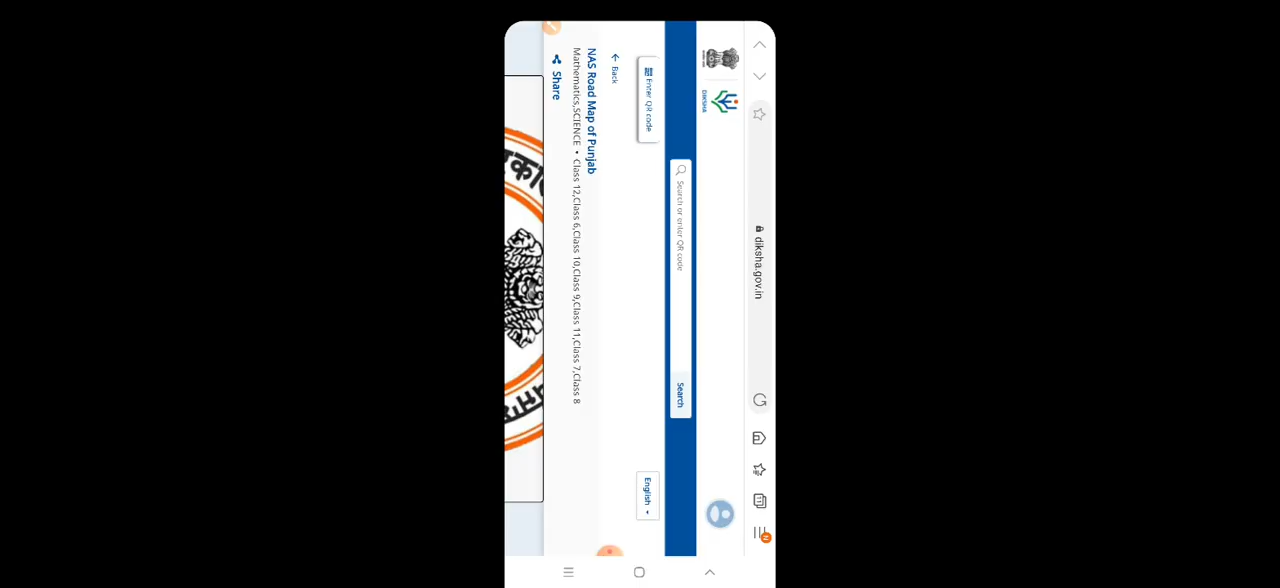 diksha.gov.in
11
N
DIKSHA
Search or enter QR code
Search
Enter QR code
English
Back
NAS Road Map of Punjab
Mathematics,SCIENCE • Class 12,Class 6,Class 10,Class 9,Class 11,Class 7,Class 8
Share